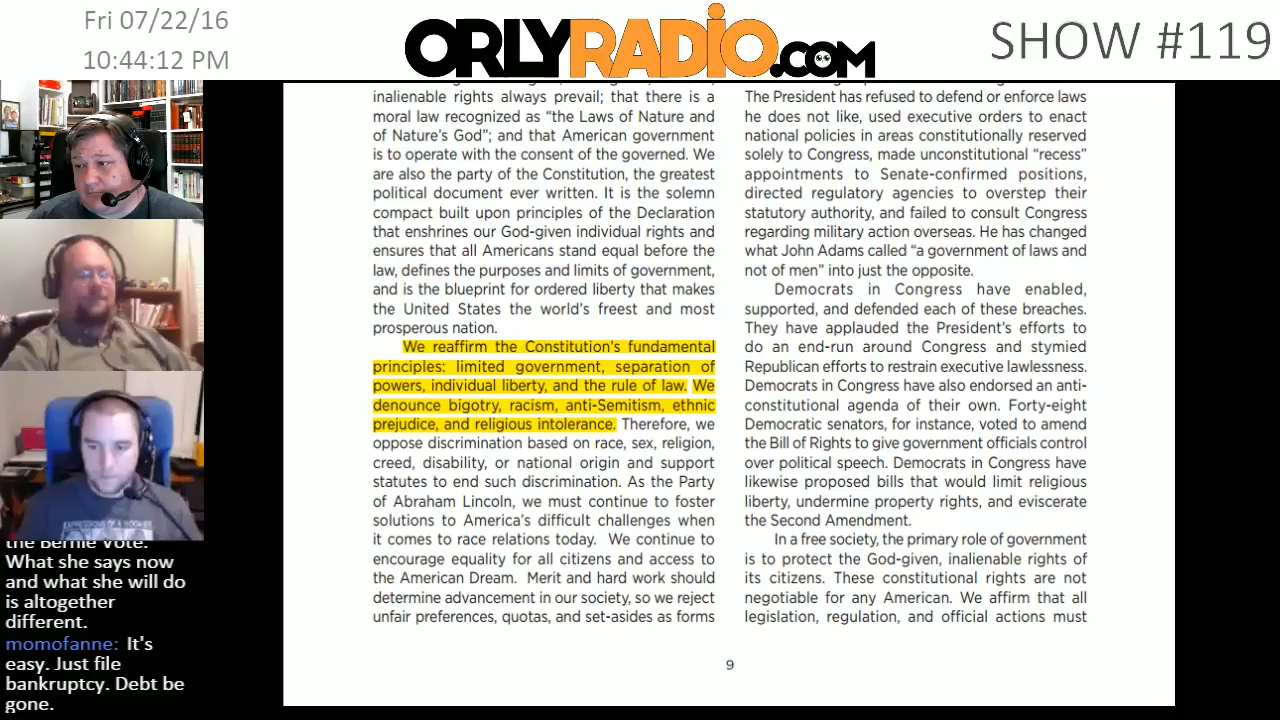 Fri 07/22/16
10:44:12 PM
ORLYRADIO.COM
SHOW #119
inalienable rights always prevail; that there is a
moral law recognized as “the Laws of Nature and
of Nature’s God”; and that American government
is to operate with the consent of the governed. We
are also the party of the Constitution, the greatest
political document ever written. It is the solemn
compact built upon principles of the Declaration
that enshrines our God-given individual rights and
ensures that all Americans stand equal before the
law, defines the purposes and limits of government,
and is the blueprint for ordered liberty that makes
the United States the world’s freest and most
prosperous nation.
We reaffirm the Constitution’s fundamental
principles: limited government, separation of
powers, individual liberty, and the rule of law. We
denounce bigotry, racism, anti-Semitism, ethnic
prejudice, and religious intolerance. Therefore, we
oppose discrimination based on race, sex, religion,
creed, disability, or national origin and support
statutes to end such discrimination. As the Party
of Abraham Lincoln, we must continue to foster
solutions to America’s difficult challenges when
it comes to race relations today. We continue to
encourage equality for all citizens and access to
the American Dream. Merit and hard work should
determine advancement in our society, so we reject
unfair preferences, quotas, and set-asides as forms
The President has refused to defend or enforce laws
he does not like, used executive orders to enact
national policies in areas constitutionally reserved
solely to Congress, made unconstitutional “recess”
appointments to Senate-confirmed positions,
directed regulatory agencies to overstep their
statutory authority, and failed to consult Congress
regarding military action overseas. He has changed
what John Adams called “a government of laws and
not of men” into just the opposite.
Democrats in Congress have enabled,
supported, and defended each of these breaches.
They have applauded the President’s efforts to
do an end-run around Congress and stymied
Republican efforts to restrain executive lawlessness.
Democrats in Congress have also endorsed an anti-
constitutional agenda of their own. Forty-eight
Democratic senators, for instance, voted to amend
the Bill of Rights to give government officials control
over political speech. Democrats in Congress have
likewise proposed bills that would limit religious
liberty, undermine property rights, and eviscerate
the Second Amendment.
In a free society, the primary role of government
is to protect the God-given, inalienable rights of
its citizens. These constitutional rights are not
negotiable for any American. We affirm that all
legislation, regulation, and official actions must
9
EXPRESSIONS OF A WOOKIEE
the Bernie vote.
What she says now
and what she will do
is altogether
different.
momofanne: It's
easy. Just file
bankruptcy. Debt be
gone.